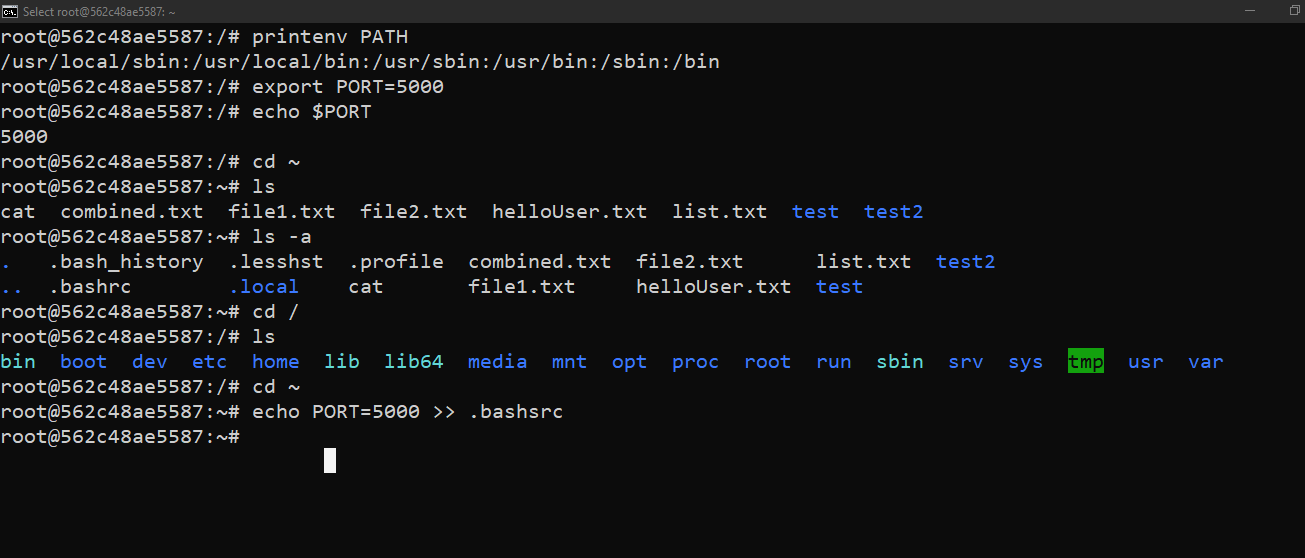 Select root@562c48ae5587: ~
root@562c48ae5587:/# printenv PATH
/usr/local/sbin:/usr/local/bin:/usr/sbin:/usr/bin:/sbin:/bin
root@562c48ae5587:/# export PORT=5000
root@562c48ae5587:/# echo $PORT
5000
root@562c48ae5587:/# cd ~
root@562c48ae5587:~# ls
cat  combined.txt  file1.txt  file2.txt  helloUser.txt  list.txt  test  test2
root@562c48ae5587:~# ls -a
.   .bash_history  .lesshst  .profile  combined.txt  file2.txt      list.txt  test2
..  .bashrc        .local    cat       file1.txt     helloUser.txt  test
root@562c48ae5587:~# cd /
root@562c48ae5587:/# ls
bin  boot  dev  etc  home  lib  lib64  media  mnt  opt  proc  root  run  sbin  srv  sys  tmp  usr  var
root@562c48ae5587:/# cd ~
root@562c48ae5587:~# echo PORT=5000 >> .bashsrc
root@562c48ae5587:~#